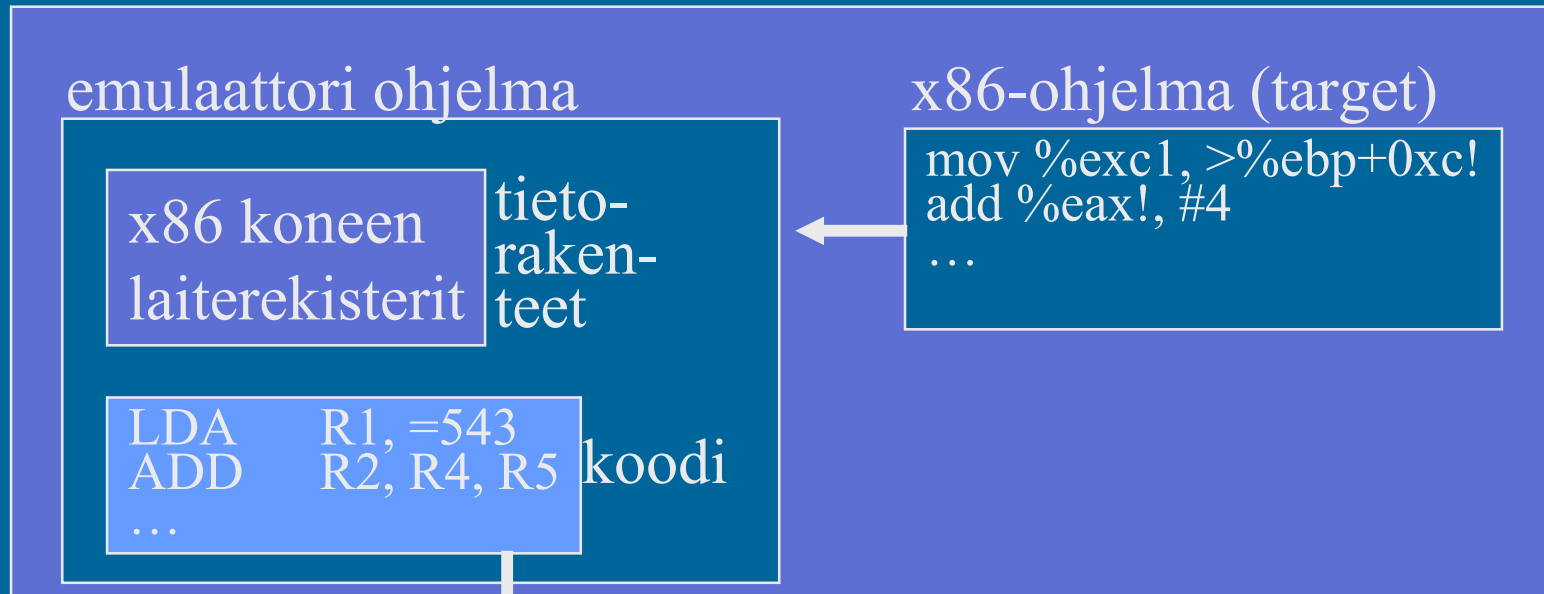 emulaattori ohjelma
x86 koneen
laiterekisterit
tieto-
raken-
teet
LDA R1, =543
ADD R2, R4, R5
…
koodi
x86-ohjelma (target)
mov %exc1, >%ebp+0xc!
add %eax!, #4
…